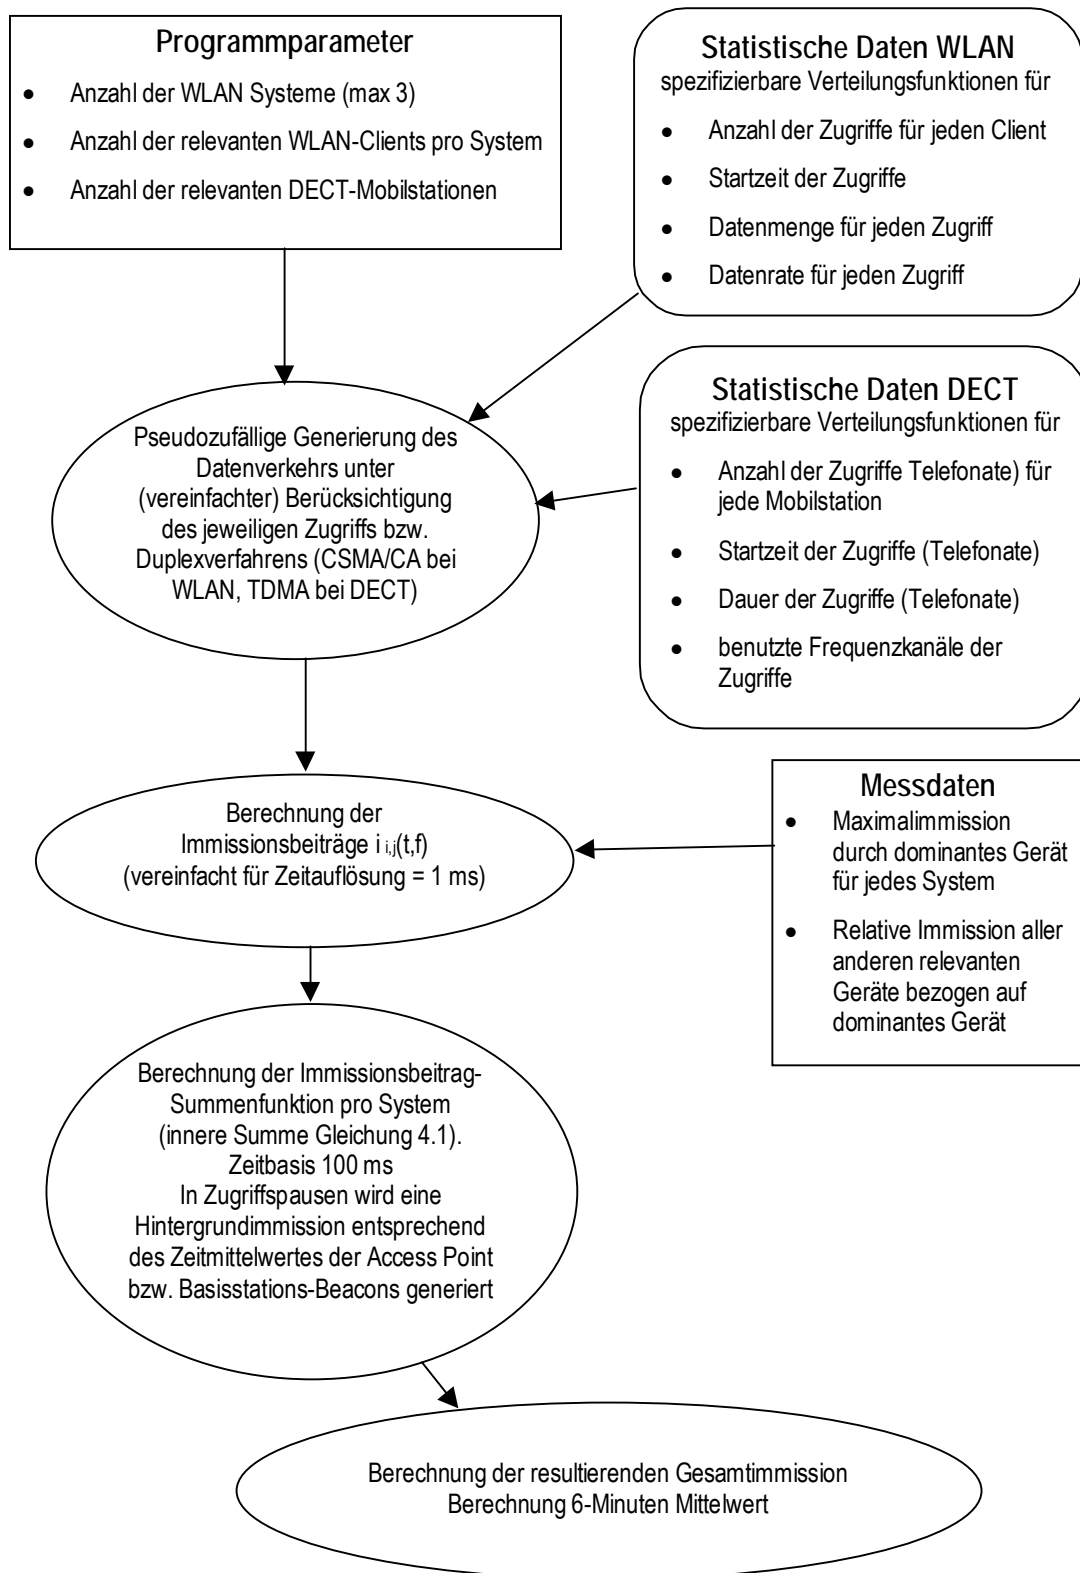 Programmparameter
• Anzahl der WLAN Systeme (max 3)
• Anzahl der relevanten WLAN-Clients pro System
• Anzahl der relevanten DECT-Mobilstationen
Statistische Daten WLAN
spezifizierbare Verteilungsfunktionen für
• Anzahl der Zugriffe für jeden Client
• Startzeit der Zugriffe
• Datenmenge für jeden Zugriff
• Datenrate für jeden Zugriff
Statistische Daten DECT
spezifizierbare Verteilungsfunktionen für
• Anzahl der Zugriffe Telefonate) für
jede Mobilstation
• Startzeit der Zugriffe (Telefonate)
• Dauer der Zugriffe (Telefonate)
• benutzte Frequenzkanäle der
Zugriffe
Pseudozufällige Generierung des
Datenverkehrs unter
(vereinfachter) Berücksichtigung
des jeweiligen Zugriffs bzw.
Duplexverfahrens (CSMA/CA bei
WLAN, TDMA bei DECT)
Messdaten
• Maximalimmission
durch dominantes Gerät
für jedes System
• Relative Immission aller
anderen relevanten
Geräte bezogen auf
dominantes Gerät
Berechnung der
Immissionsbeiträge i i,j(t,f)
(vereinfacht für Zeitauflösung = 1 ms)
Berechnung der Immissionsbeitrag-
Summenfunktion pro System
(innere Summe Gleichung 4.1).
Zeitbasis 100 ms
In Zugriffspausen wird eine
Hintergrundimmission entsprechend
des Zeitmittelwertes der Access Point
bzw. Basisstations-Beacons generiert
Berechnung der resultierenden Gesamtimmission
Berechnung 6-Minuten Mittelwert